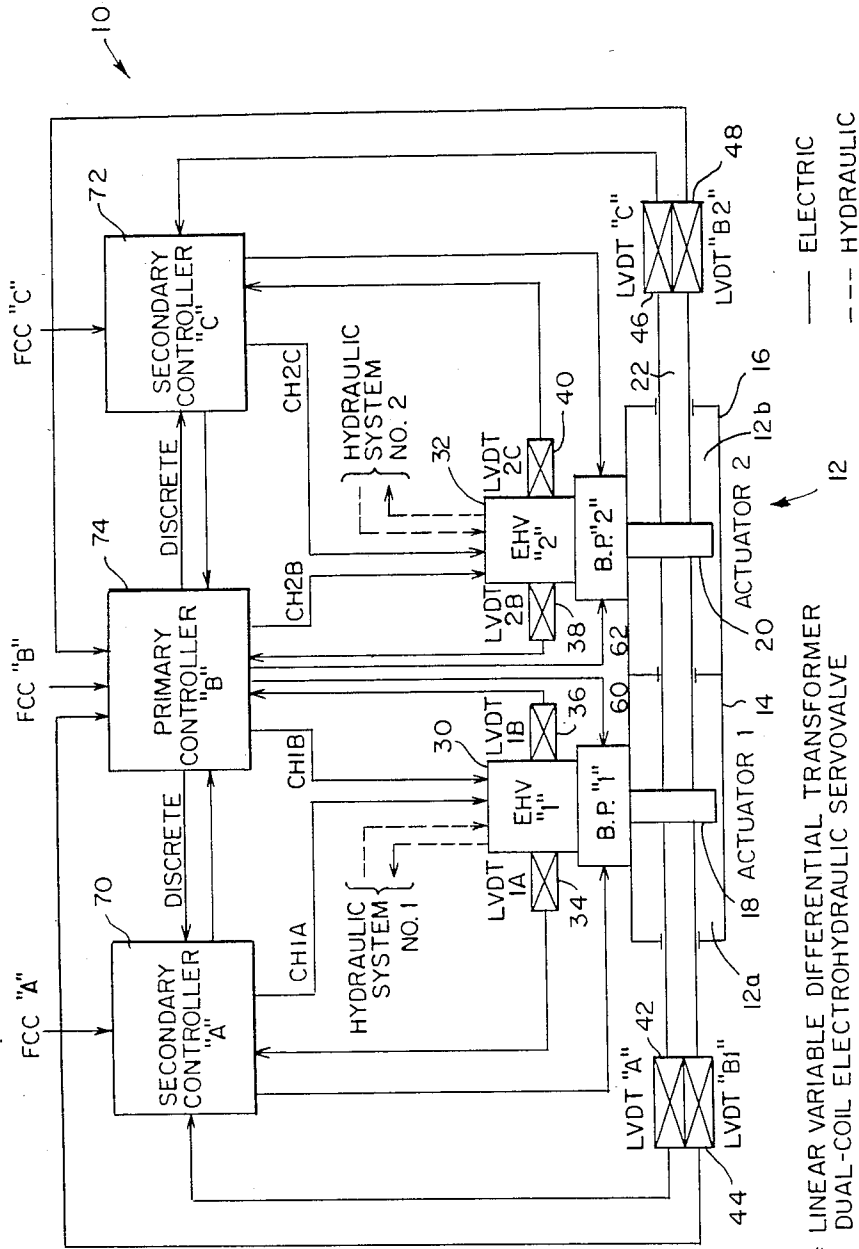 10
FCC "A"
FCC "B"
FCC "C"
70
74
72
SECONDARY
CONTROLLER
"A"
DISCRETE
PRIMARY
CONTROLLER
"B"
DISCRETE
SECONDARY
CONTROLLER
"C"
CH1A
CH1B
CH2B
CH2C
HYDRAULIC
SYSTEM
NO. 1
HYDRAULIC
SYSTEM
NO. 2
30
32
LVDT
1A
EHV
"1"
LVDT
1B
LVDT
2B
EHV
"2"
LVDT
2C
34
36
38
40
B.P. "1"
60
62
B.P. "2"
LVDT "A"
42
LVDT "B1"
44
LVDT "C"
46
LVDT "B2"
48
22
12a
18
ACTUATOR 1
14
20
ACTUATOR 2
12b
16
12
LINEAR VARIABLE DIFFERENTIAL TRANSFORMER
DUAL-COIL ELECTROHYDRAULIC SERVOVALVE
ELECTRIC
HYDRAULIC